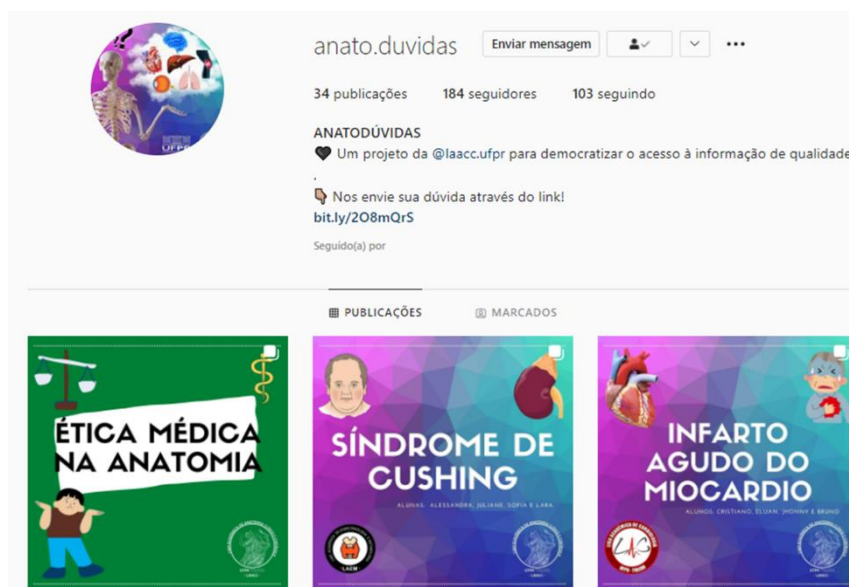 ??
UFPR
anato.duvidas Enviar mensagem
34 publicações 184 seguidores 103 seguindo
ANATODÚVIDAS
🖤 Um projeto da @laacc.ufpr para democratizar o acesso à informação de qualidade
.
👇🏽 Nos envie sua dúvida através do link!
bit.ly/2O8mQrS
Seguido(a) por
PUBLICAÇÕES MARCADOS
ÉTICA MÉDICA
NA ANATOMIA
SÍNDROME DE
CUSHING
ALUNAS: ALESSANDRA, JULIANE, SOFIA E LARA
LAEM
INFARTO
AGUDO DO
MIOCARDIO
ALUNOS: CRISTIANO, ELUAN, JHONNY E BRUNO